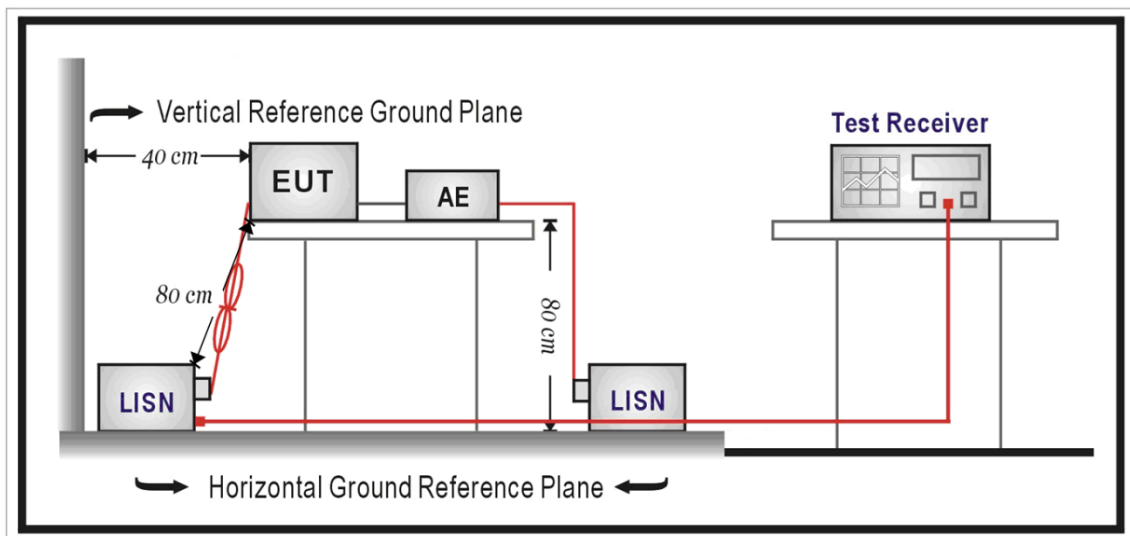 Vertical Reference Ground Plane
40 cm
EUT
AE
Test Receiver
80 cm
80 cm
LISN
LISN
Horizontal Ground Reference Plane